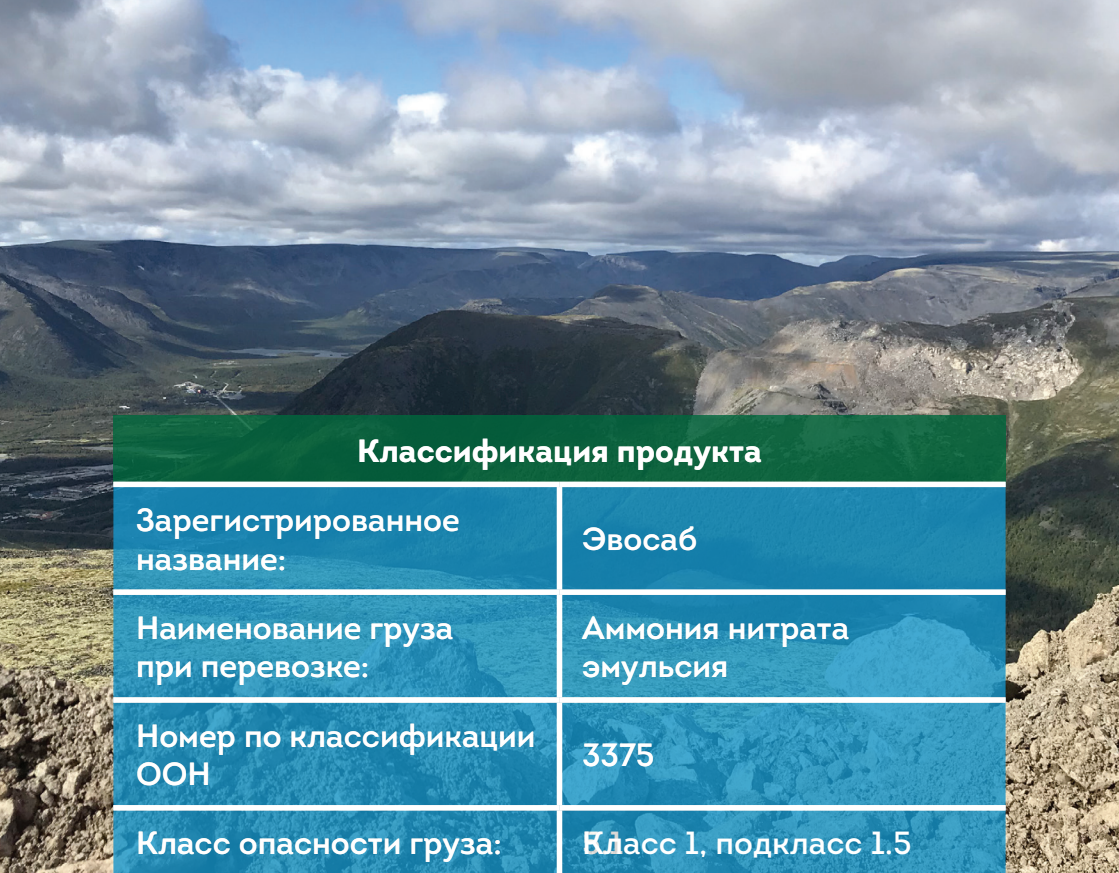 Классификация продукта
Зарегистрированное
название:
Эвосаб
Наименование груза
при перевозке:
Аммония нитрата
эмульсия
Номер по классификации
ООН
3375
Класс опасности груза:
Класс 1, подкласс 1.5